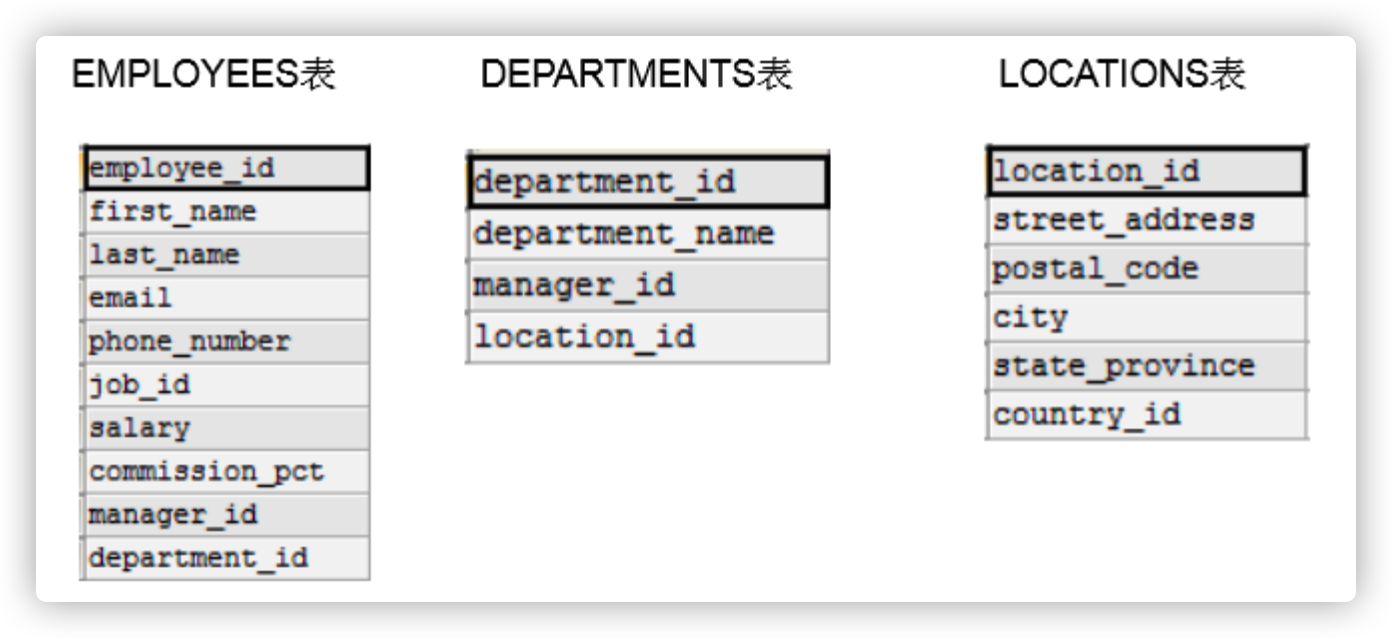 EMPLOYEES表
employee_id
first_name
last_name
email
phone_number
job_id
salary
commission_pct
manager_id
department_id
DEPARTMENTS表
department_id
department_name
manager_id
location_id
LOCATIONS表
location_id
street_address
postal_code
city
state_province
country_id